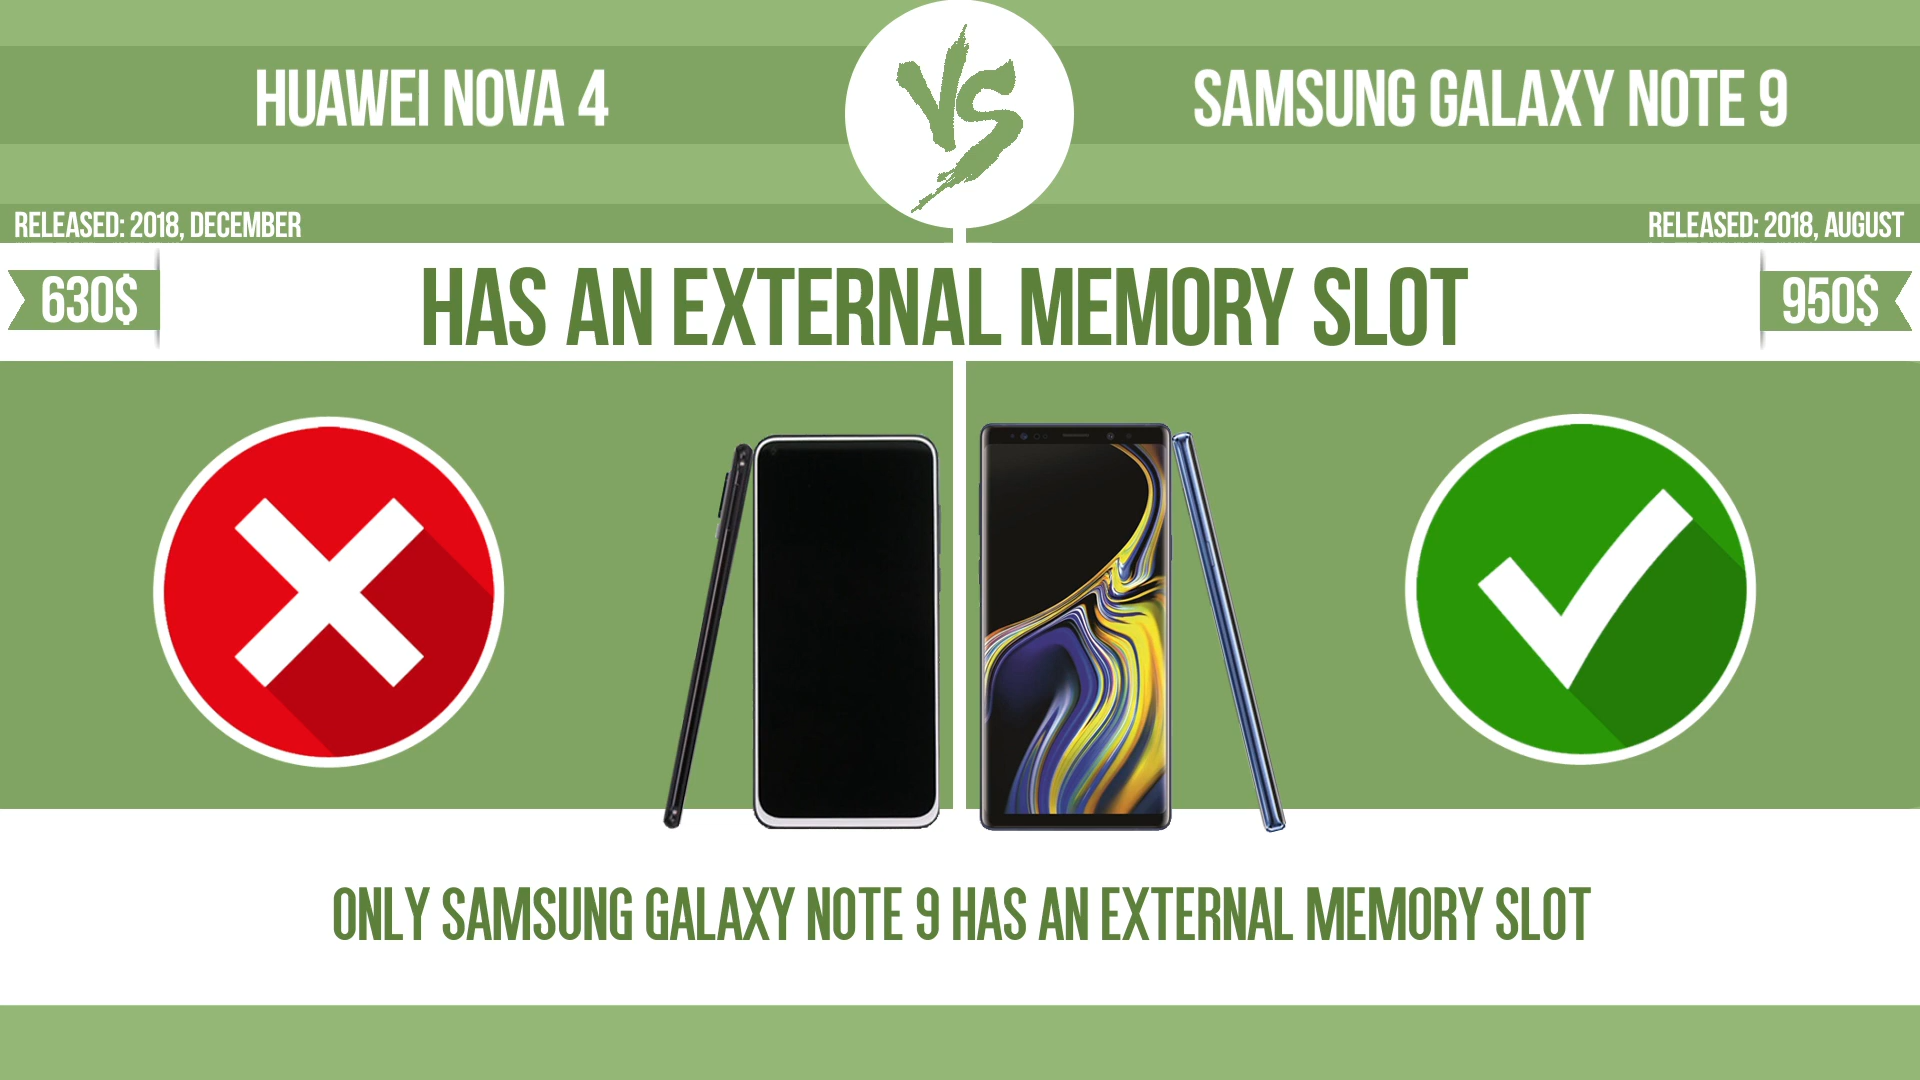 HUAWEI NOVA 4
VS
SAMSUNG GALAXY NOTE 9
RELEASED: 2018, DECEMBER
RELEASED: 2018, AUGUST
630$
HAS AN EXTERNAL MEMORY SLOT
950$
ONLY SAMSUNG GALAXY NOTE 9 HAS AN EXTERNAL MEMORY SLOT